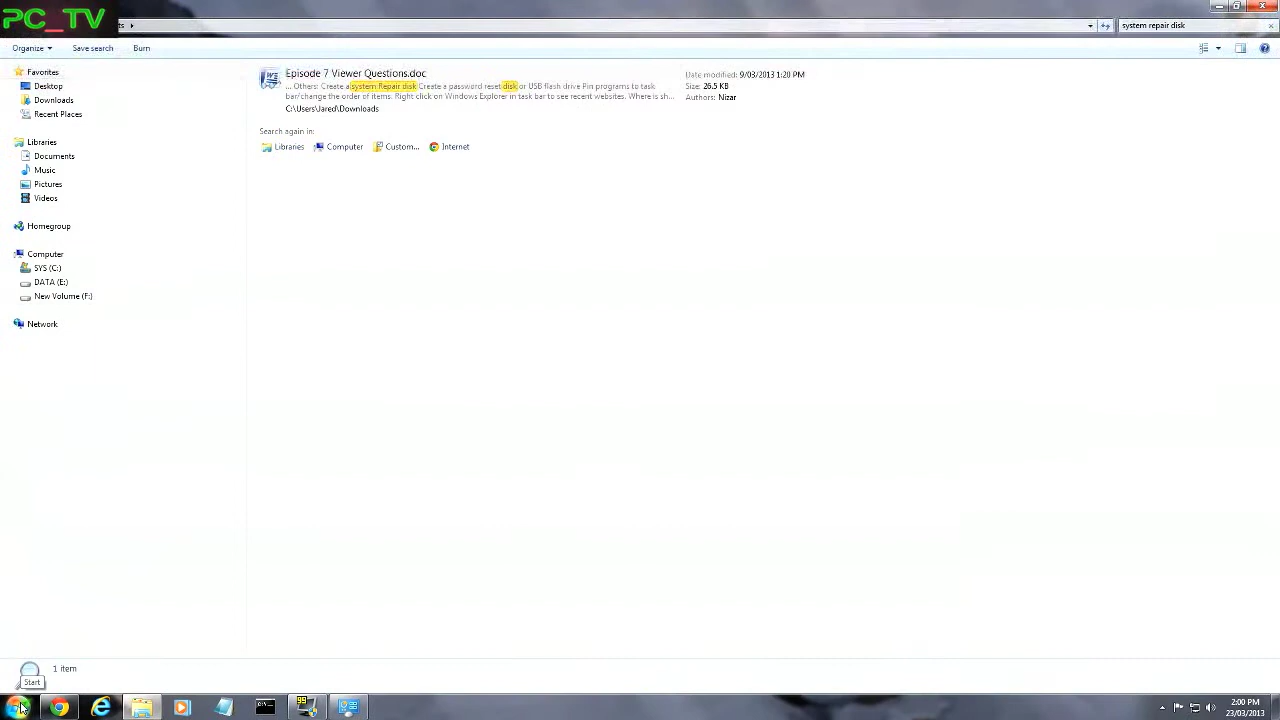 PC_TV
ts
system repair disk
Organize
Save search
Burn
Favorites
Desktop
Downloads
Recent Places
Libraries
Documents
Music
Pictures
Videos
Homegroup
Computer
SYS (C:)
DATA (E:)
New Volume (F:)
Network
Episode 7 Viewer Questions.doc
... Others: Create a system Repair disk Create a password reset disk or USB flash drive Pin programs to task
bar/change the order of items. Right click on Windows Explorer in task bar to see recent websites. Where is sh...
C:\Users\Jared\Downloads
Date modified: 9/03/2013 1:20 PM
Size: 26.5 KB
Authors: Nizar
Search again in:
Libraries
Computer
Custom...
Internet
1 item
Start
2:00 PM
23/03/2013